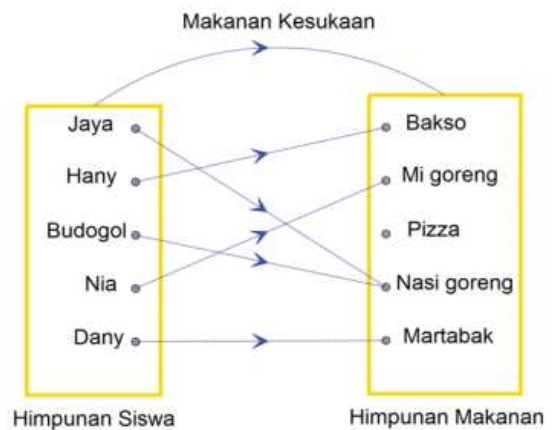 Makanan Kesukaan
Jaya
Hany
Budogol
Nia
Dany
Bakso
Mi goreng
Pizza
Nasi goreng
Martabak
Himpunan Siswa
Himpunan Makanan